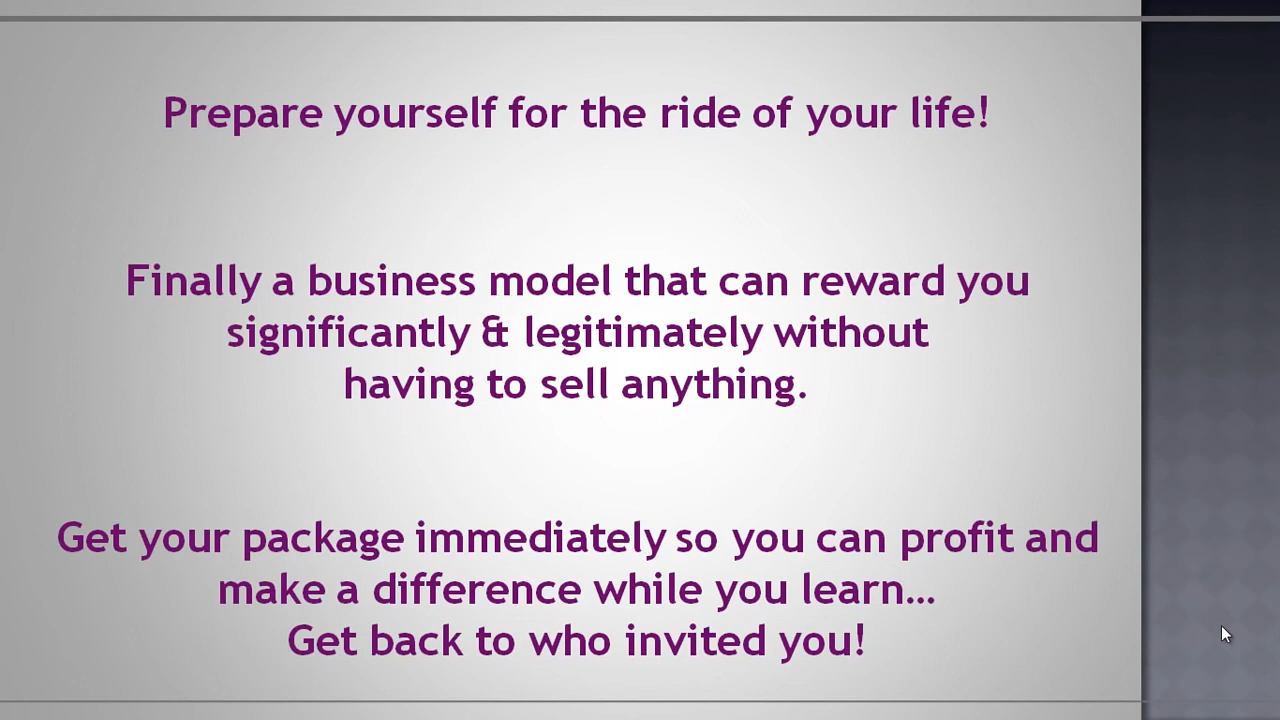 Prepare yourself for the ride of your life!
Finally a business model that can reward you
significantly & legitimately without
having to sell anything.
Get your package immediately so you can profit and
make a difference while you learn…
Get back to who invited you!